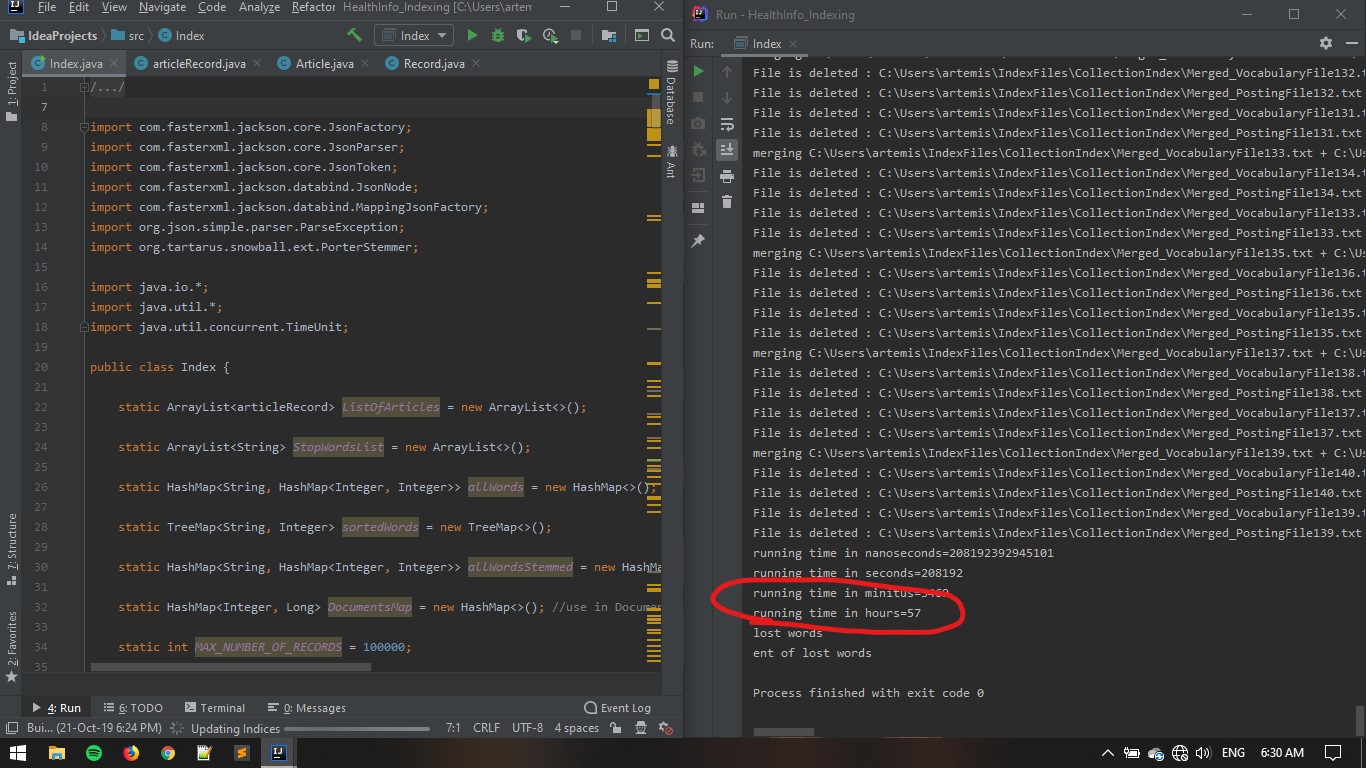 File Edit View Navigate Code Analyze Refactor HealthInfo_Indexing [C:\Users\artem
IdeaProjects src Index
Index
Index.java articleRecord.java Article.java Record.java
1: Project
7: Structure
2: Favorites
1 /.../
7
8 import com.fasterxml.jackson.core.JsonFactory;
9 import com.fasterxml.jackson.core.JsonParser;
10 import com.fasterxml.jackson.core.JsonToken;
11 import com.fasterxml.jackson.databind.JsonNode;
12 import com.fasterxml.jackson.databind.MappingJsonFactory;
13 import org.json.simple.parser.ParseException;
14 import org.tartarus.snowball.ext.PorterStemmer;
15
16 import java.io.*;
17 import java.util.*;
18 import java.util.concurrent.TimeUnit;
19
20 public class Index {
21
22 static ArrayList<articleRecord> ListOfArticles = new ArrayList<>();
23
24 static ArrayList<String> StopWordsList = new ArrayList<>();
25
26 static HashMap<String, HashMap<Integer, Integer>> allWords = new HashMap<>();
27
28 static TreeMap<String, Integer> sortedWords = new TreeMap<>();
29
30 static HashMap<String, HashMap<Integer, Integer>> allWordsStemmed = new HashMa
31
32 static HashMap<Integer, Long> DocumentsMap = new HashMap<>(); //use in Docume
33
34 static int MAX_NUMBER_OF_RECORDS = 100000;
35
Database
Ant
4: Run 6: TODO Terminal 0: Messages Event Log
Bui... (21-Oct-19 6:24 PM) Updating Indices 7:1 CRLF UTF-8 4 spaces
Run - HealthInfo_Indexing
Run: Index
File is deleted : C:\Users\artemis\IndexFiles\CollectionIndex\Merged_VocabularyFile132.t
File is deleted : C:\Users\artemis\IndexFiles\CollectionIndex\Merged_PostingFile132.txt
File is deleted : C:\Users\artemis\IndexFiles\CollectionIndex\Merged_VocabularyFile131.t
File is deleted : C:\Users\artemis\IndexFiles\CollectionIndex\Merged_PostingFile131.txt
merging C:\Users\artemis\IndexFiles\CollectionIndex\Merged_VocabularyFile133.txt + C:\Us
File is deleted : C:\Users\artemis\IndexFiles\CollectionIndex\Merged_VocabularyFile134.t
File is deleted : C:\Users\artemis\IndexFiles\CollectionIndex\Merged_PostingFile134.txt
File is deleted : C:\Users\artemis\IndexFiles\CollectionIndex\Merged_VocabularyFile133.t
File is deleted : C:\Users\artemis\IndexFiles\CollectionIndex\Merged_PostingFile133.txt
merging C:\Users\artemis\IndexFiles\CollectionIndex\Merged_VocabularyFile135.txt + C:\Us
File is deleted : C:\Users\artemis\IndexFiles\CollectionIndex\Merged_VocabularyFile136.t
File is deleted : C:\Users\artemis\IndexFiles\CollectionIndex\Merged_PostingFile136.txt
File is deleted : C:\Users\artemis\IndexFiles\CollectionIndex\Merged_VocabularyFile135.t
File is deleted : C:\Users\artemis\IndexFiles\CollectionIndex\Merged_PostingFile135.txt
merging C:\Users\artemis\IndexFiles\CollectionIndex\Merged_VocabularyFile137.txt + C:\Us
File is deleted : C:\Users\artemis\IndexFiles\CollectionIndex\Merged_VocabularyFile138.t
File is deleted : C:\Users\artemis\IndexFiles\CollectionIndex\Merged_PostingFile138.txt
File is deleted : C:\Users\artemis\IndexFiles\CollectionIndex\Merged_VocabularyFile137.t
File is deleted : C:\Users\artemis\IndexFiles\CollectionIndex\Merged_PostingFile137.txt
merging C:\Users\artemis\IndexFiles\CollectionIndex\Merged_VocabularyFile139.txt + C:\Us
File is deleted : C:\Users\artemis\IndexFiles\CollectionIndex\Merged_VocabularyFile140.t
File is deleted : C:\Users\artemis\IndexFiles\CollectionIndex\Merged_PostingFile140.txt
File is deleted : C:\Users\artemis\IndexFiles\CollectionIndex\Merged_VocabularyFile139.t
File is deleted : C:\Users\artemis\IndexFiles\CollectionIndex\Merged_PostingFile139.txt
running time in nanoseconds=208192392945101
running time in seconds=208192
running time in minitus=3469
running time in hours=57
lost words
ent of lost words
Process finished with exit code 0
ENG 6:30 AM